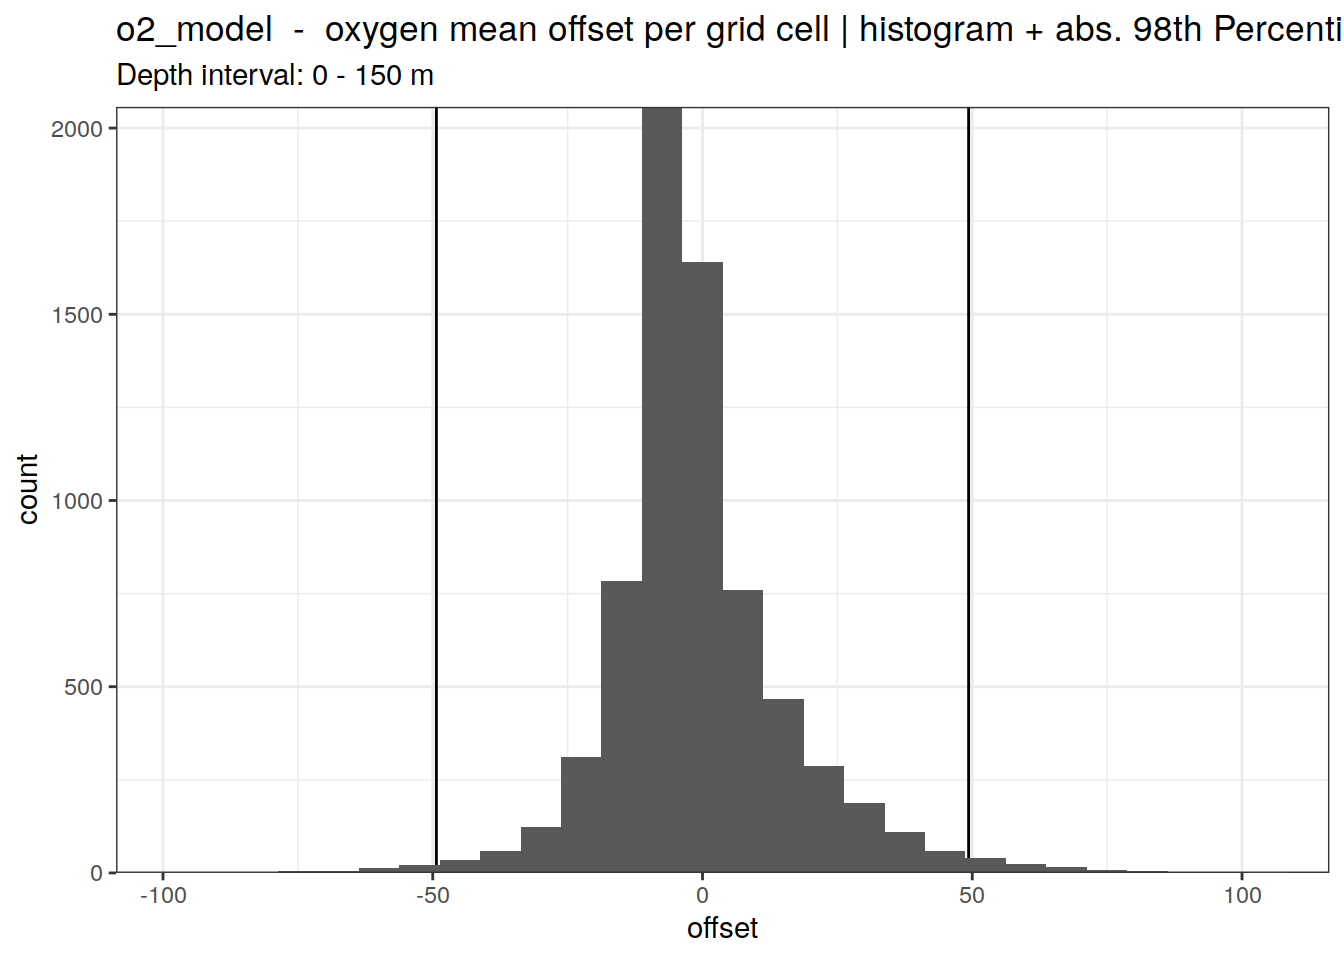 o2_model  -  oxygen mean offset per grid cell | histogram + abs. 98th Percenti
Depth interval: 0 - 150 m
2000
1500
1000
500
0
count
-100
-50
0
50
100
offset